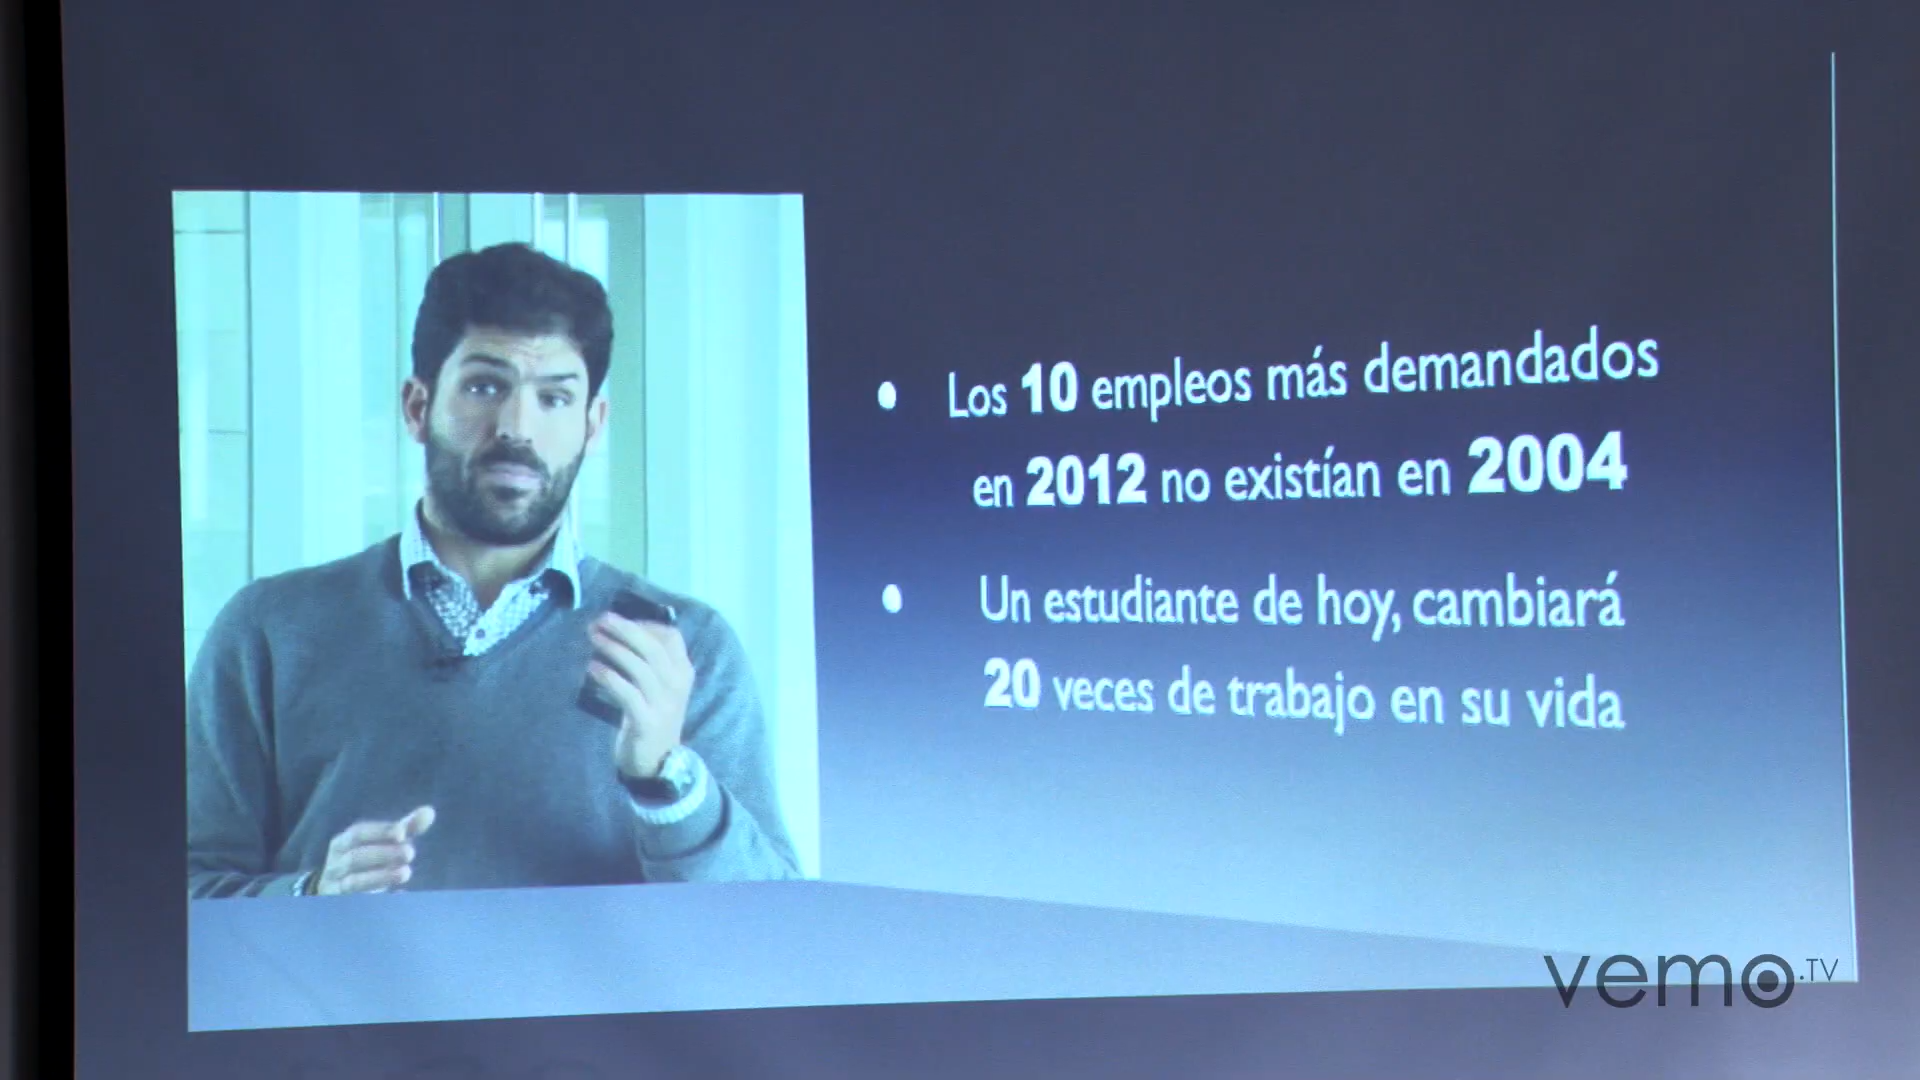 • Los 10 empleos más demandados
en 2012 no existían en 2004
• Un estudiante de hoy, cambiará
20 veces de trabajo en su vida
vemo.TV